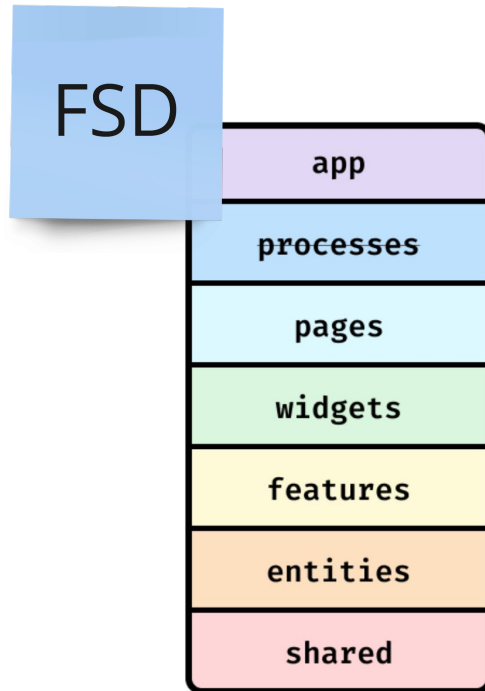 FSD
app
processes
pages
widgets
features
entities
shared